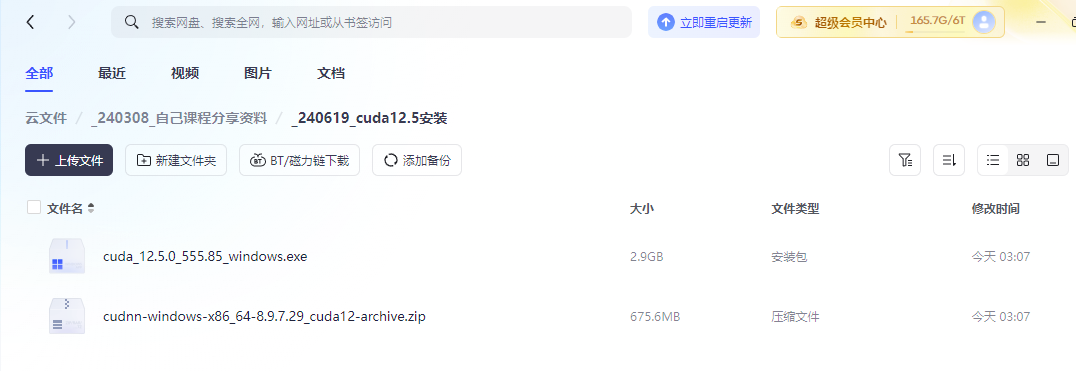 搜索网盘、搜索全网，输入网址或从书签访问 立即重启更新 超级会员中心 165.7G/6T
全部 最近 视频 图片 文档
云文件 / _240308_自己课程分享资料 / _240619_cuda12.5安装
上传文件 新建文件夹 BT/磁力链下载 添加备份
文件名 大小 文件类型 修改时间
cuda_12.5.0_555.85_windows.exe 2.9GB 安装包 今天 03:07
cudnn-windows-x86_64-8.9.7.29_cuda12-archive.zip 675.6MB 压缩文件 今天 03:07